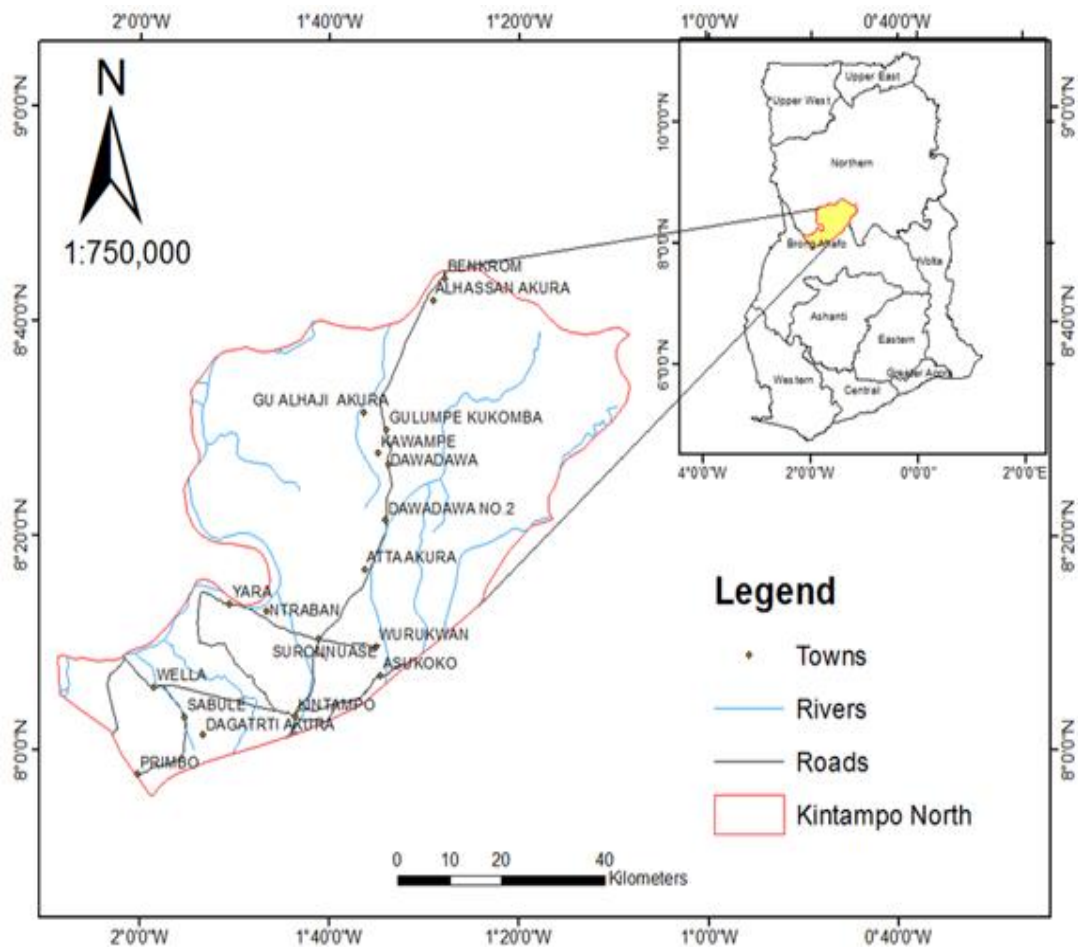 2°0'0"W 1°40'0"W 1°20'0"W 1°0'0"W 0°40'0"W
N
1:750,000
9°0'0"N
8°40'0"N
8°20'0"N
8°0'0"N
Upper East
Upper West
Northern
Brong Ahafo
Volta
Ashanti
Eastern
Greater Accra
Western
Central
10°0'0"N
8°0'0"N
6°0'0"N
4°0'0"W 2°0'0"W 0°0'0" 2°0'0"E
9°0'0"N
8°40'0"N
8°20'0"N
8°0'0"N
BENKROM
ALHASSAN AKURA
GU ALHAJI AKURA
GULUMPE KUKOMBA
KAWAMPE
DAWADAWA
DAWADAWA NO.2
ATTA AKURA
YARA
NTRABAN
WURUKWAN
SURONNUASE
ASUKOKO
WELLA
SABULE
KINTAMPO
DAGATRTI AKURA
PRIMBO
Legend
Towns
Rivers
Roads
Kintampo North
0 10 20 40
Kilometers
2°0'0"W 1°40'0"W 1°20'0"W 1°0'0"W 0°40'0"W